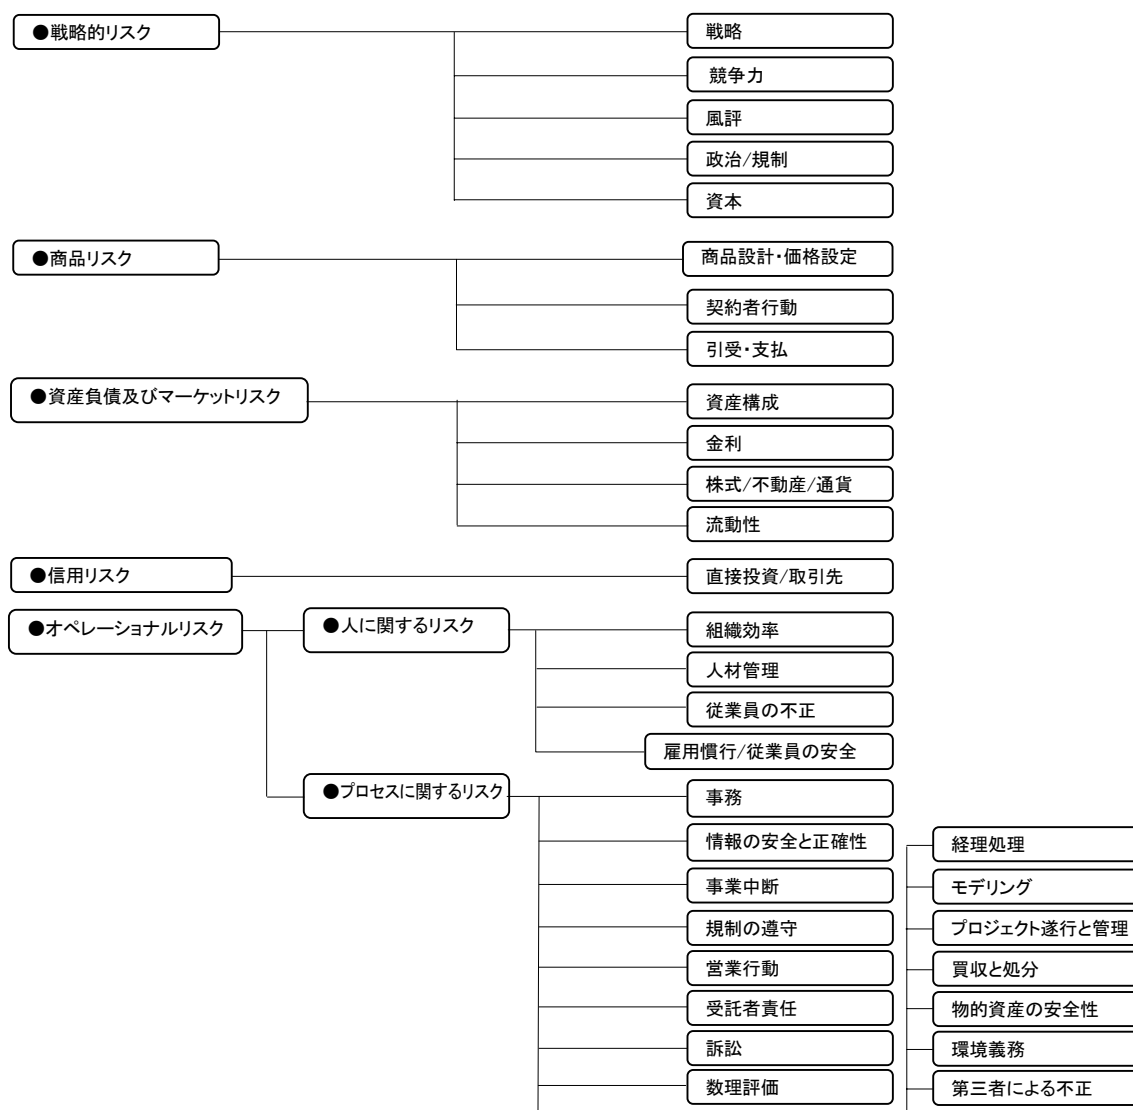 ●戦略的リスク
戦略
競争力
風評
政治/規制
資本
●商品リスク
商品設計・価格設定
契約者行動
引受・支払
●資産負債及びマーケットリスク
資産構成
金利
株式/不動産/通貨
流動性
●信用リスク
直接投資/取引先
●オペレーショナルリスク
●人に関するリスク
組織効率
人材管理
従業員の不正
雇用慣行/従業員の安全
●プロセスに関するリスク
事務
情報の安全と正確性
事業中断
規制の遵守
営業行動
受託者責任
訴訟
数理評価
経理処理
モデリング
プロジェクト遂行と管理
買収と処分
物的資産の安全性
環境義務
第三者による不正